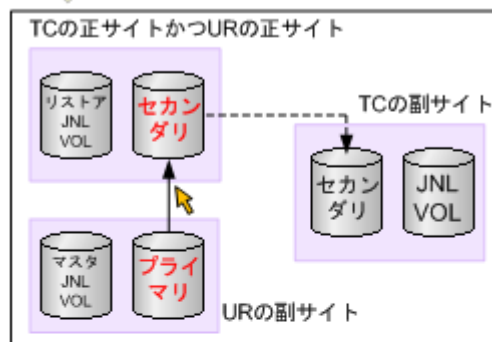 TCの正サイトかつURの正サイト
リストア
JNL
VOL
セカン
ダリ
TCの副サイト
セカン
ダリ
JNL
VOL
マスタ
JNL
VOL
プライ
マリ
URの副サイト